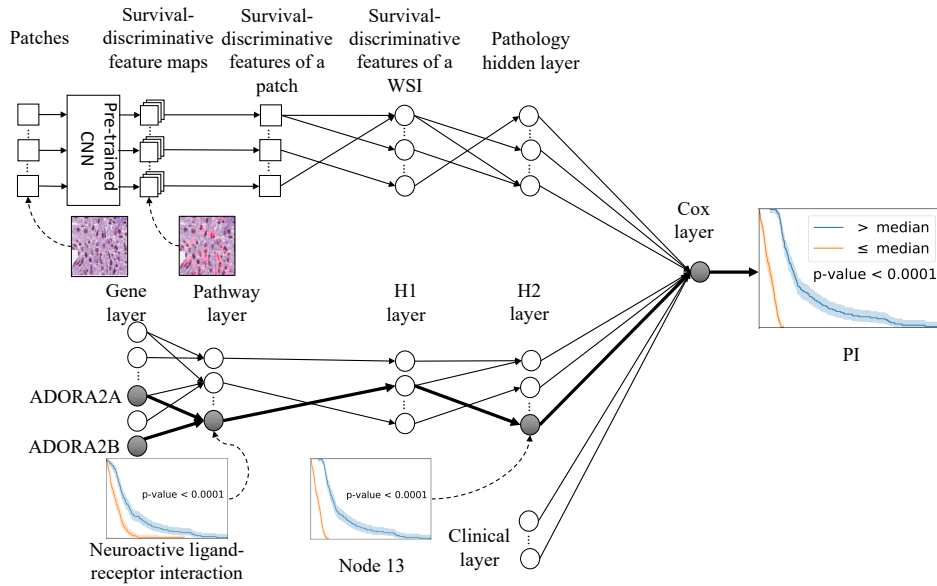 Patches
Survival-
discriminative
feature maps
Survival-
discriminative
features of a
patch
Survival-
discriminative
features of a
WSI
Pathology
hidden layer
Pre-trained
CNN
Cox
layer
> median
≤ median
p-value < 0.0001
PI
Gene
layer
Pathway
layer
H1
layer
H2
layer
ADORA2A
ADORA2B
p-value < 0.0001
Neuroactive ligand-
receptor interaction
p-value < 0.0001
Node 13
Clinical
layer